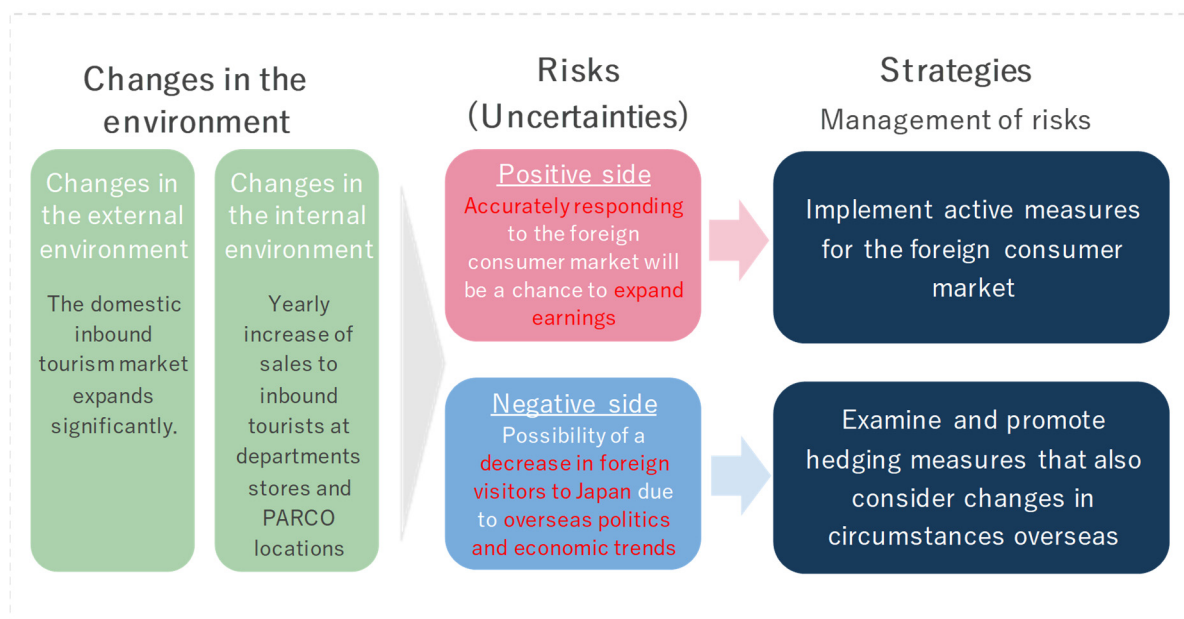 Changes in the
environment
Changes in
the external
environment
The domestic
inbound
tourism market
expands
significantly.
Changes in
the internal
environment
Yearly
increase of
sales to
inbound
tourists at
departments
stores and
PARCO
locations
Risks
(Uncertainties)
Positive side
Accurately responding
to the foreign
consumer market will
be a chance to expand
earnings
Negative side
Possibility of a
decrease in foreign
visitors to Japan due
to overseas politics
and economic trends
Strategies
Management of risks
Implement active measures
for the foreign consumer
market
Examine and promote
hedging measures that also
consider changes in
circumstances overseas